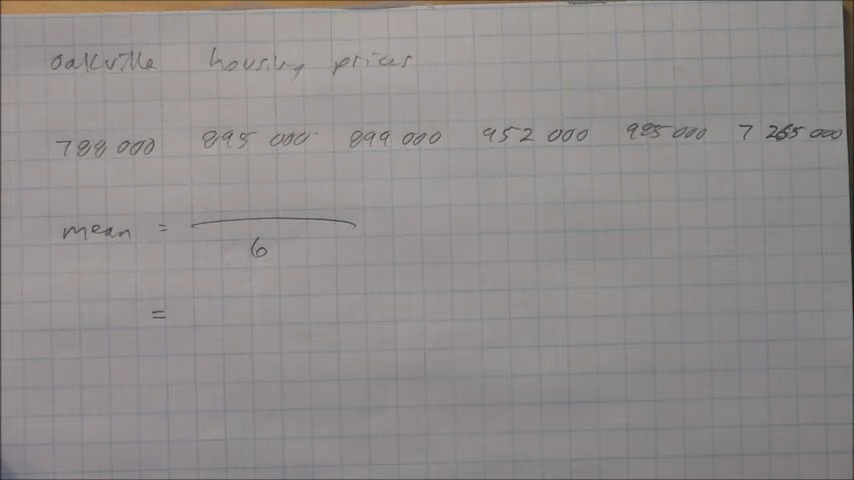 Oakville housing prices
788 000 895 000 899 000 952 000 985 000 7 265 000
mean =
6
=